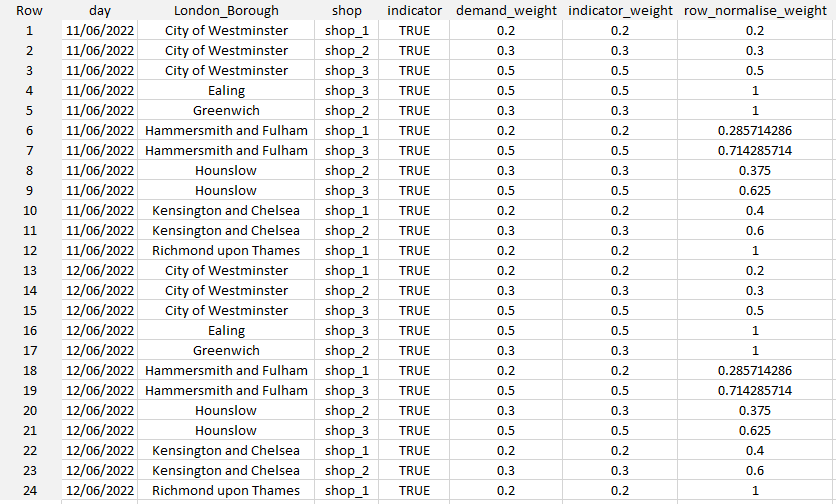 Row day London_Borough shop indicator demand_weight indicator_weight row_normalise_weight
1 11/06/2022 City of Westminster shop_1 TRUE 0.2 0.2 0.2
2 11/06/2022 City of Westminster shop_2 TRUE 0.3 0.3 0.3
3 11/06/2022 City of Westminster shop_3 TRUE 0.5 0.5 0.5
4 11/06/2022 Ealing shop_3 TRUE 0.5 0.5 1
5 11/06/2022 Greenwich shop_2 TRUE 0.3 0.3 1
6 11/06/2022 Hammersmith and Fulham shop_1 TRUE 0.2 0.2 0.285714286
7 11/06/2022 Hammersmith and Fulham shop_3 TRUE 0.5 0.5 0.714285714
8 11/06/2022 Hounslow shop_2 TRUE 0.3 0.3 0.375
9 11/06/2022 Hounslow shop_3 TRUE 0.5 0.5 0.625
10 11/06/2022 Kensington and Chelsea shop_1 TRUE 0.2 0.2 0.4
11 11/06/2022 Kensington and Chelsea shop_2 TRUE 0.3 0.3 0.6
12 11/06/2022 Richmond upon Thames shop_1 TRUE 0.2 0.2 1
13 12/06/2022 City of Westminster shop_1 TRUE 0.2 0.2 0.2
14 12/06/2022 City of Westminster shop_2 TRUE 0.3 0.3 0.3
15 12/06/2022 City of Westminster shop_3 TRUE 0.5 0.5 0.5
16 12/06/2022 Ealing shop_3 TRUE 0.5 0.5 1
17 12/06/2022 Greenwich shop_2 TRUE 0.3 0.3 1
18 12/06/2022 Hammersmith and Fulham shop_1 TRUE 0.2 0.2 0.285714286
19 12/06/2022 Hammersmith and Fulham shop_3 TRUE 0.5 0.5 0.714285714
20 12/06/2022 Hounslow shop_2 TRUE 0.3 0.3 0.375
21 12/06/2022 Hounslow shop_3 TRUE 0.5 0.5 0.625
22 12/06/2022 Kensington and Chelsea shop_1 TRUE 0.2 0.2 0.4
23 12/06/2022 Kensington and Chelsea shop_2 TRUE 0.3 0.3 0.6
24 12/06/2022 Richmond upon Thames shop_1 TRUE 0.2 0.2 1